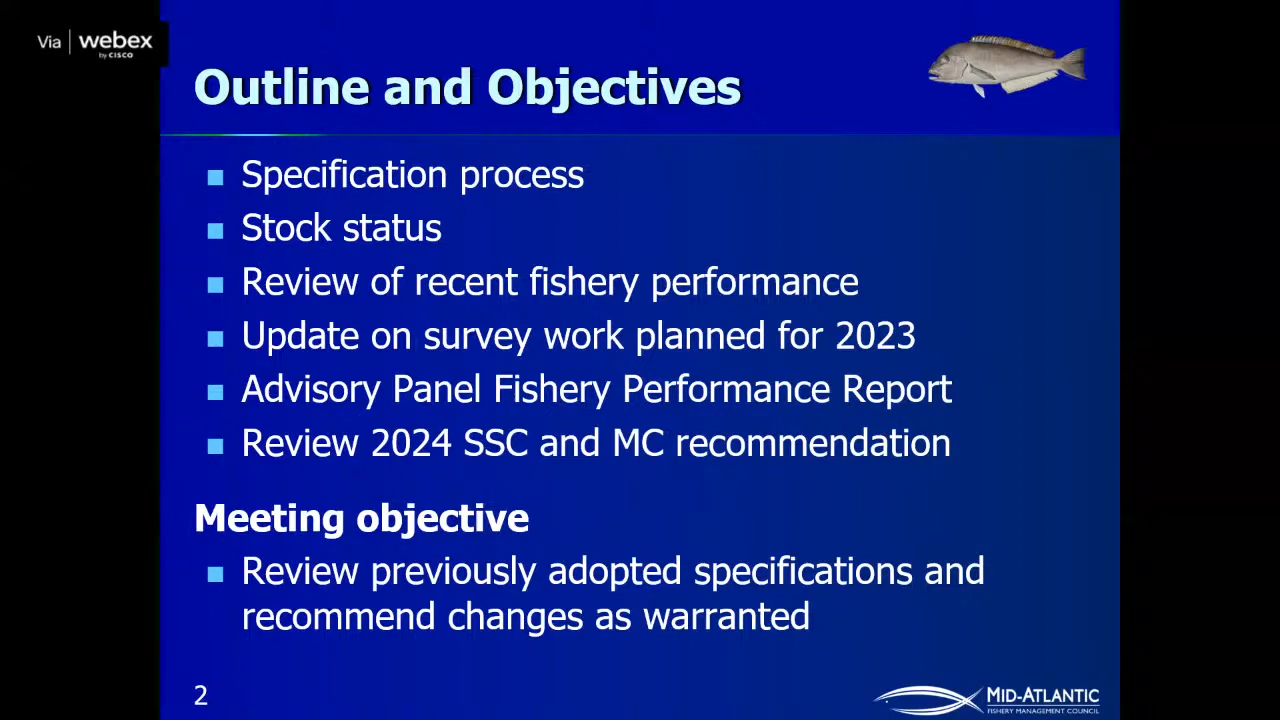 Via | webex
by CISCO
Outline and Objectives
Specification process
Stock status
Review of recent fishery performance
Update on survey work planned for 2023
Advisory Panel Fishery Performance Report
Review 2024 SSC and MC recommendation
Meeting objective
Review previously adopted specifications and
recommend changes as warranted
2
MID-ATLANTIC
FISHERY MANAGEMENT COUNCIL